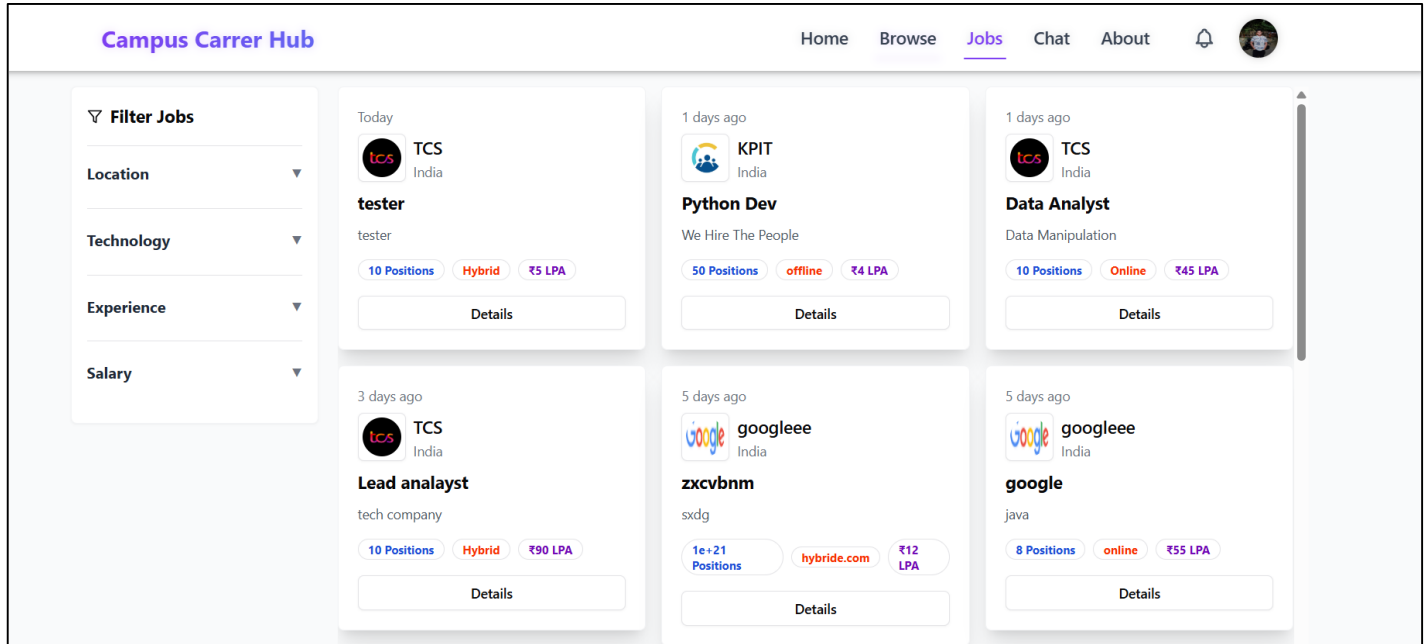 Campus Carrer Hub
Home Browse Jobs Chat About
Filter Jobs
Location
Technology
Experience
Salary
Today
tcs
TCS
India
tester
tester
10 Positions Hybrid ₹5 LPA
Details
1 days ago
KPIT
India
Python Dev
We Hire The People
50 Positions offline ₹4 LPA
Details
1 days ago
tcs
TCS
India
Data Analyst
Data Manipulation
10 Positions Online ₹45 LPA
Details
3 days ago
tcs
TCS
India
Lead analayst
tech company
10 Positions Hybrid ₹90 LPA
Details
5 days ago
Google
googleee
India
zxcvbnm
sxdg
1e+21 Positions hybride.com ₹12 LPA
Details
5 days ago
Google
googleee
India
google
java
8 Positions online ₹55 LPA
Details